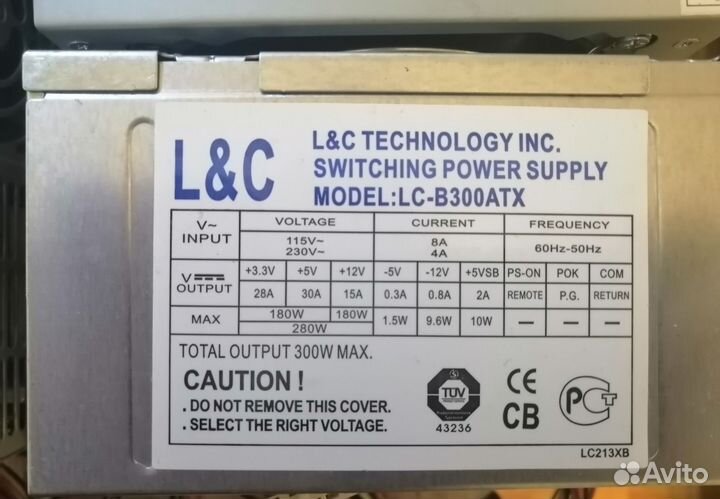 L&C
L&C TECHNOLOGY INC.
SWITCHING POWER SUPPLY
MODEL:LC-B300ATX
V~ INPUT VOLTAGE CURRENT FREQUENCY
115V~ 8A 60Hz-50Hz
230V~ 4A
V OUTPUT +3.3V +5V +12V -5V -12V +5VSB PS-ON POK COM
28A 30A 15A 0.3A 0.8A 2A REMOTE P.G. RETURN
MAX 180W 180W 1.5W 9.6W 10W — — —
280W
TOTAL OUTPUT 300W MAX.
CAUTION !
. DO NOT REMOVE THIS COVER.
. SELECT THE RIGHT VOLTAGE.
TÜV
43236
CE
CB
PCT
LC213XB
Avito